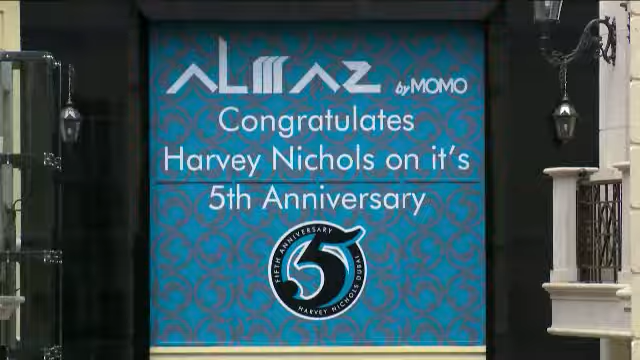 ALMAZ by MOMO
Congratulates
Harvey Nichols on it's
5th Anniversary
FIFTH ANNIVERSARY
5
HARVEY NICHOLS DUBAI